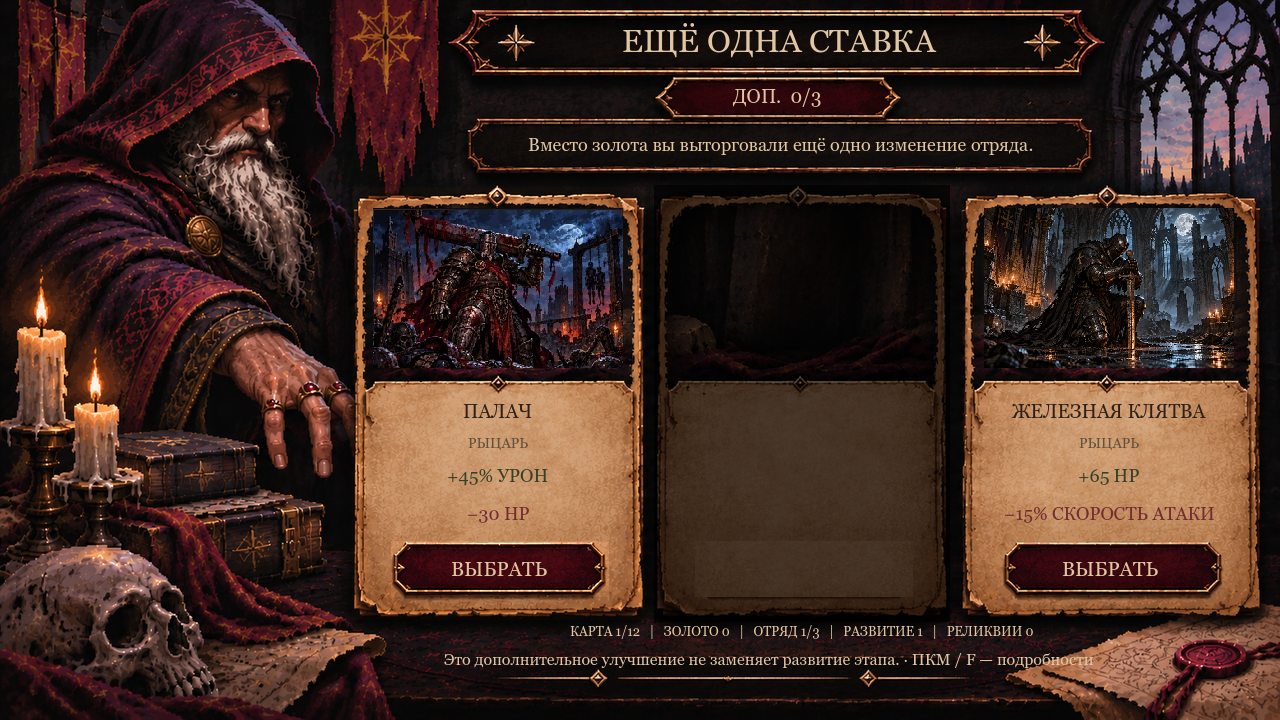 ЕЩЁ ОДНА СТАВКА
ДОП. 0/3
Вместо золота вы выторговали ещё одно изменение отряда.
ПАЛАЧ
РЫЦАРЬ
+45% УРОН
−30 HP
ВЫБРАТЬ
ЖЕЛЕЗНАЯ КЛЯТВА
РЫЦАРЬ
+65 HP
−15% СКОРОСТЬ АТАКИ
ВЫБРАТЬ
КАРТА 1/12 | ЗОЛОТО 0 | ОТРЯД 1/3 | РАЗВИТИЕ 1 | РЕЛИКВИИ 0
Это дополнительное улучшение не заменяет развитие этапа. · ПКМ / F — подробности